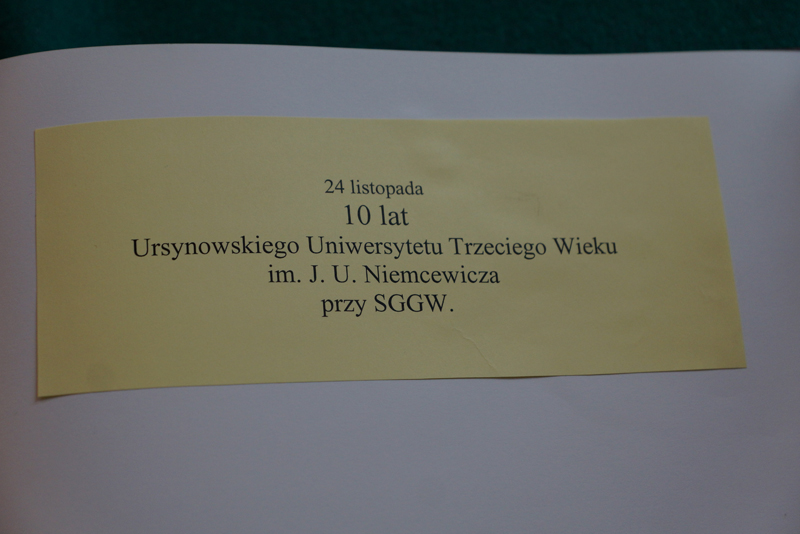 24 listopada
10 lat
Ursynowskiego Uniwersytetu Trzeciego Wieku
im. J. U. Niemcewicza
przy SGGW.